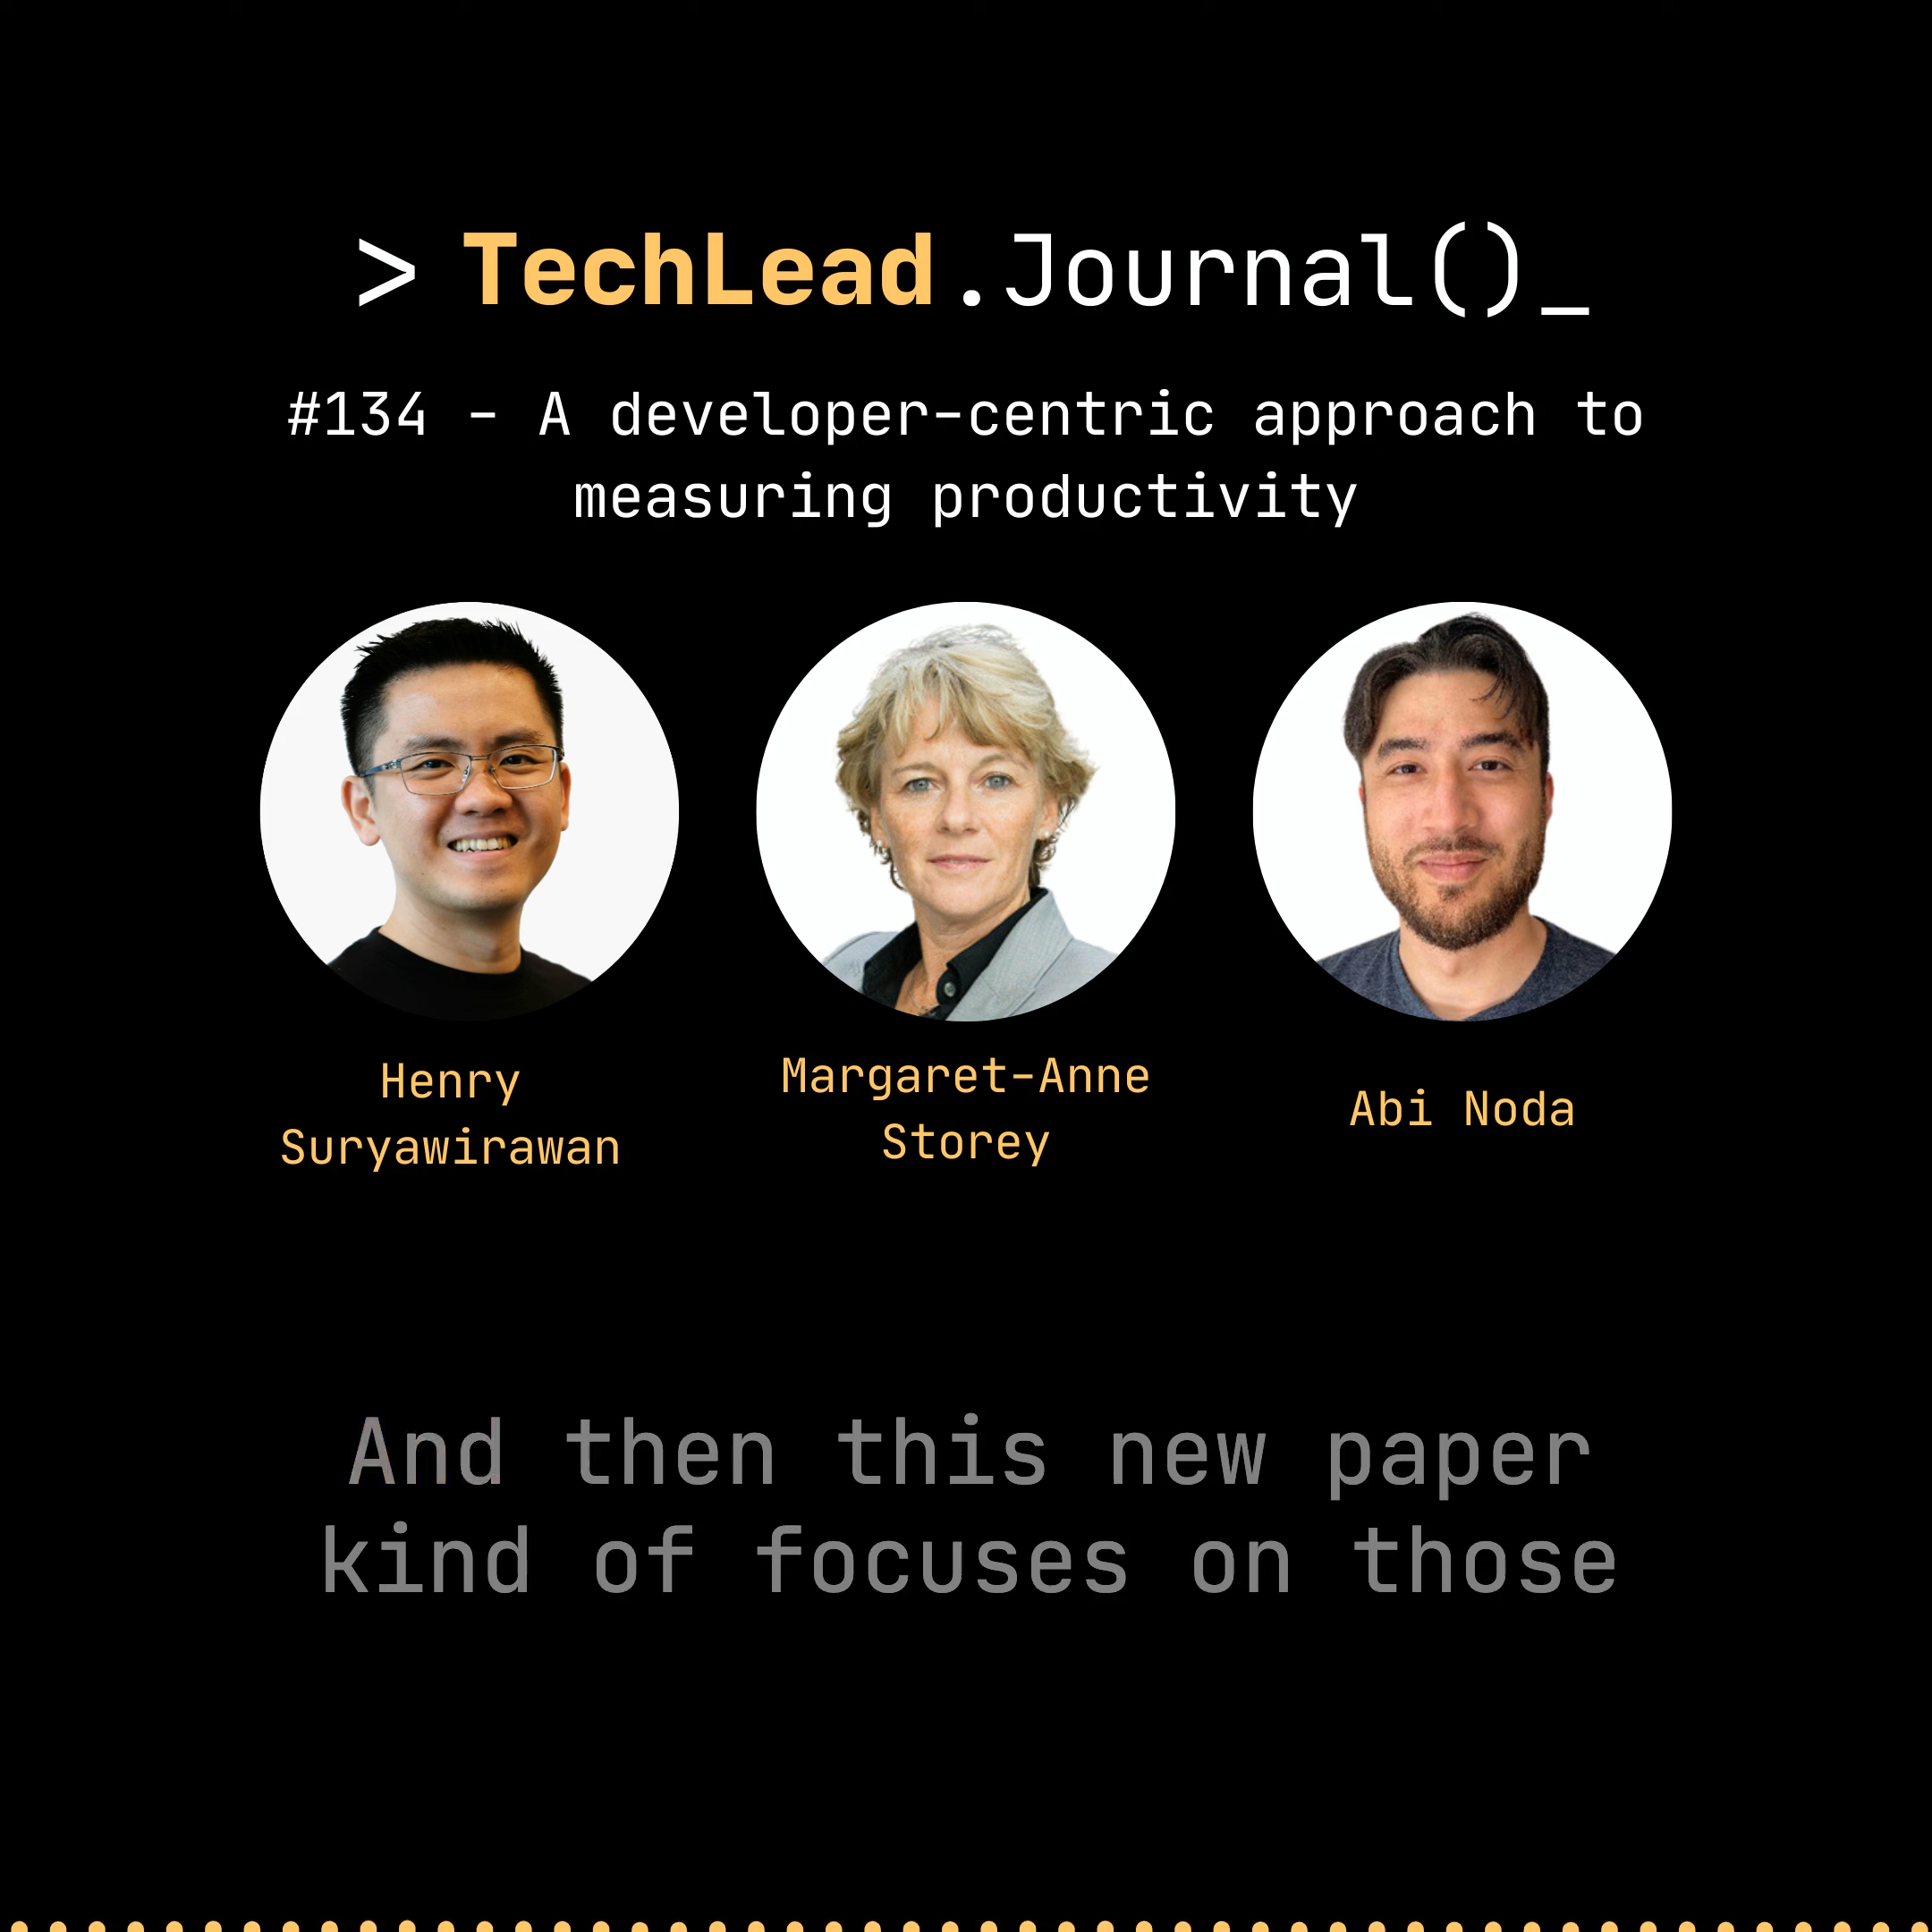 > TechLead.Journal()_
#134 - A developer-centric approach to
measuring productivity
Henry
Suryawirawan
Margaret-Anne
Storey
Abi Noda
And then this new paper
kind of focuses on those